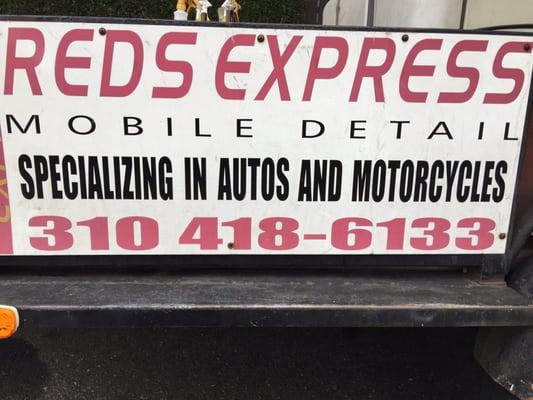 REDS EXPRESS
MOBILE DETAIL
SPECIALIZING IN AUTOS AND MOTORCYCLES
310 418-6133